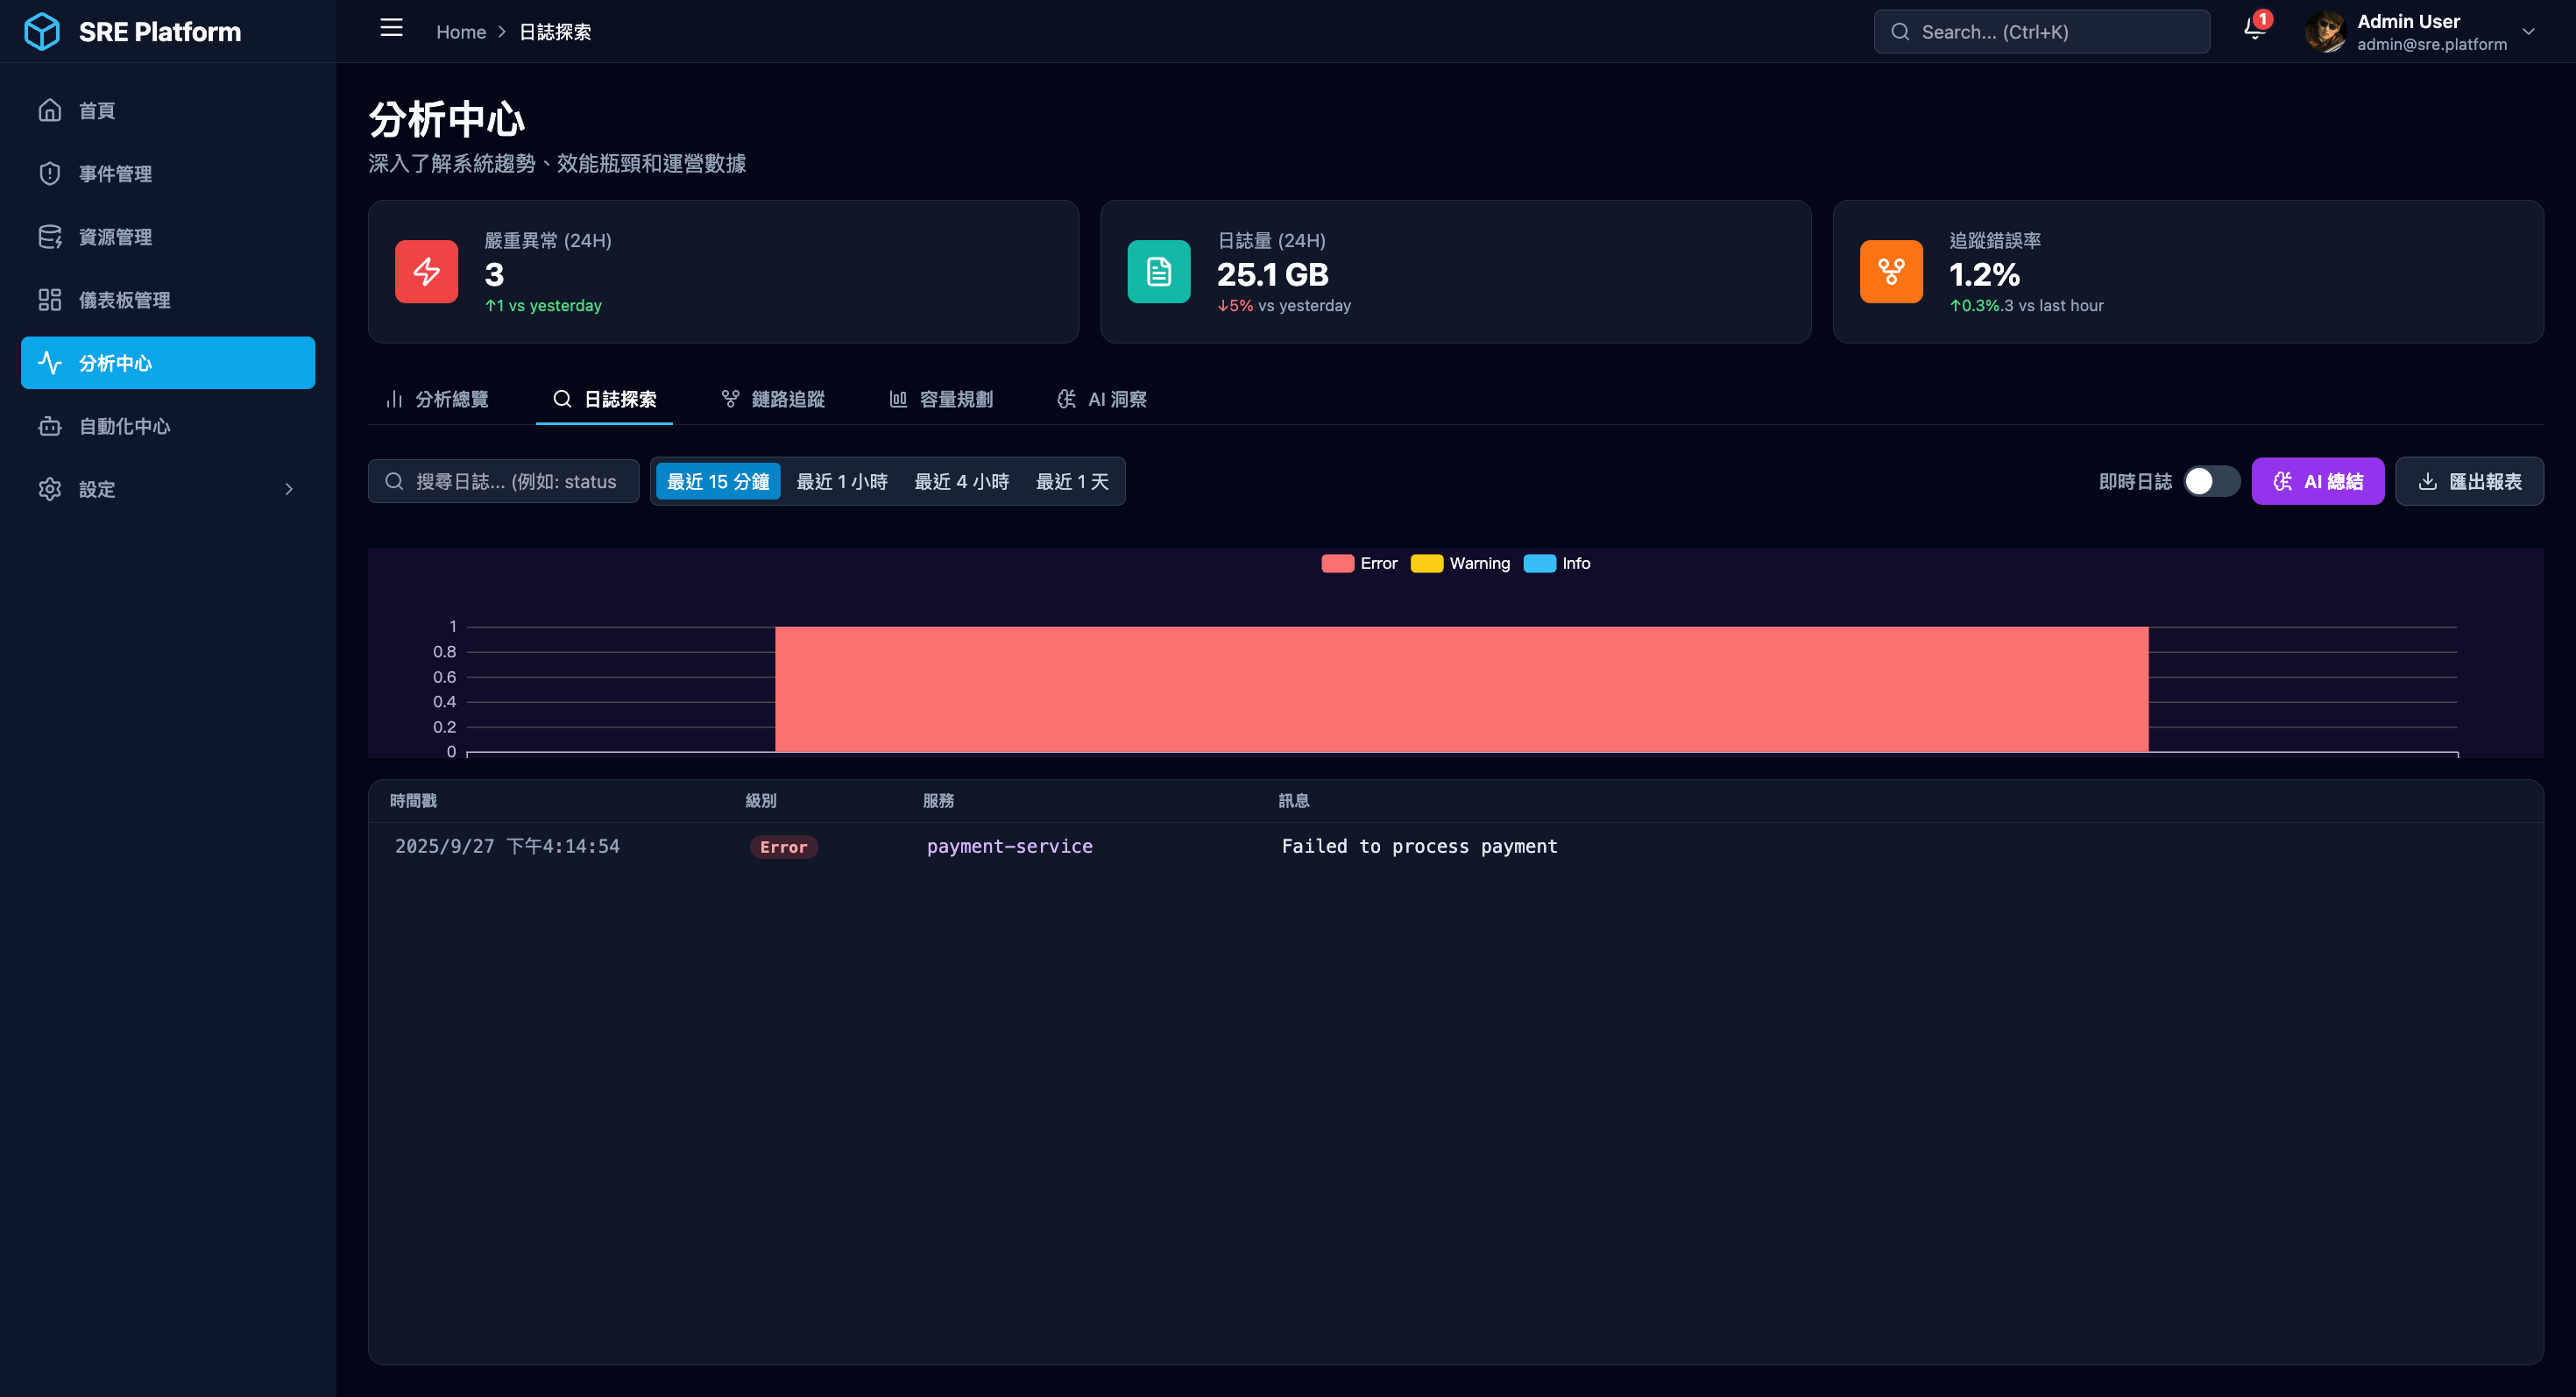 SRE Platform
Home > 日誌探索
Search... (Ctrl+K)
1
Admin User
admin@sre.platform
首頁
事件管理
資源管理
儀表板管理
分析中心
自動化中心
設定
分析中心
深入了解系統趨勢、效能瓶頸和運營數據
嚴重異常 (24H)
3
↑1 vs yesterday
日誌量 (24H)
25.1 GB
↓5% vs yesterday
追蹤錯誤率
1.2%
↑0.3%.3 vs last hour
分析總覽
日誌探索
鏈路追蹤
容量規劃
AI 洞察
搜尋日誌... (例如: status
最近 15 分鐘
最近 1 小時
最近 4 小時
最近 1 天
即時日誌
AI 總結
匯出報表
Error
Warning
Info
1
0.8
0.6
0.4
0.2
0
時間戳 級別 服務 訊息
2025/9/27 下午4:14:54 Error payment-service Failed to process payment